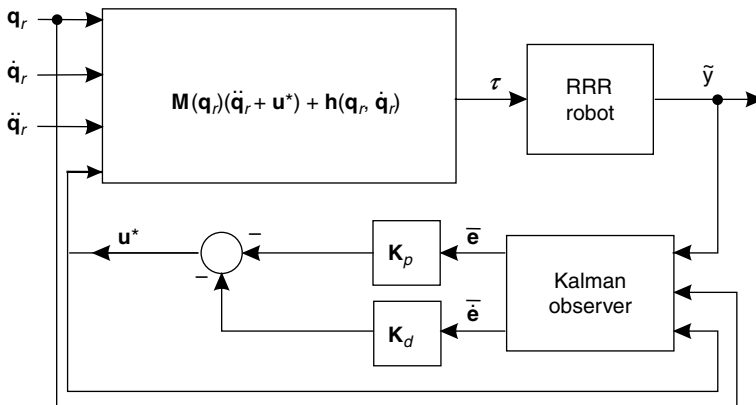 q_r
q̇_r
q̈_r
M(q_r)(q̈_r + u*) + h(q_r, q̇_r)
τ
RRR
robot
ỹ
u*
–
–
K_p
K_d
e̅
ė̅
Kalman
observer